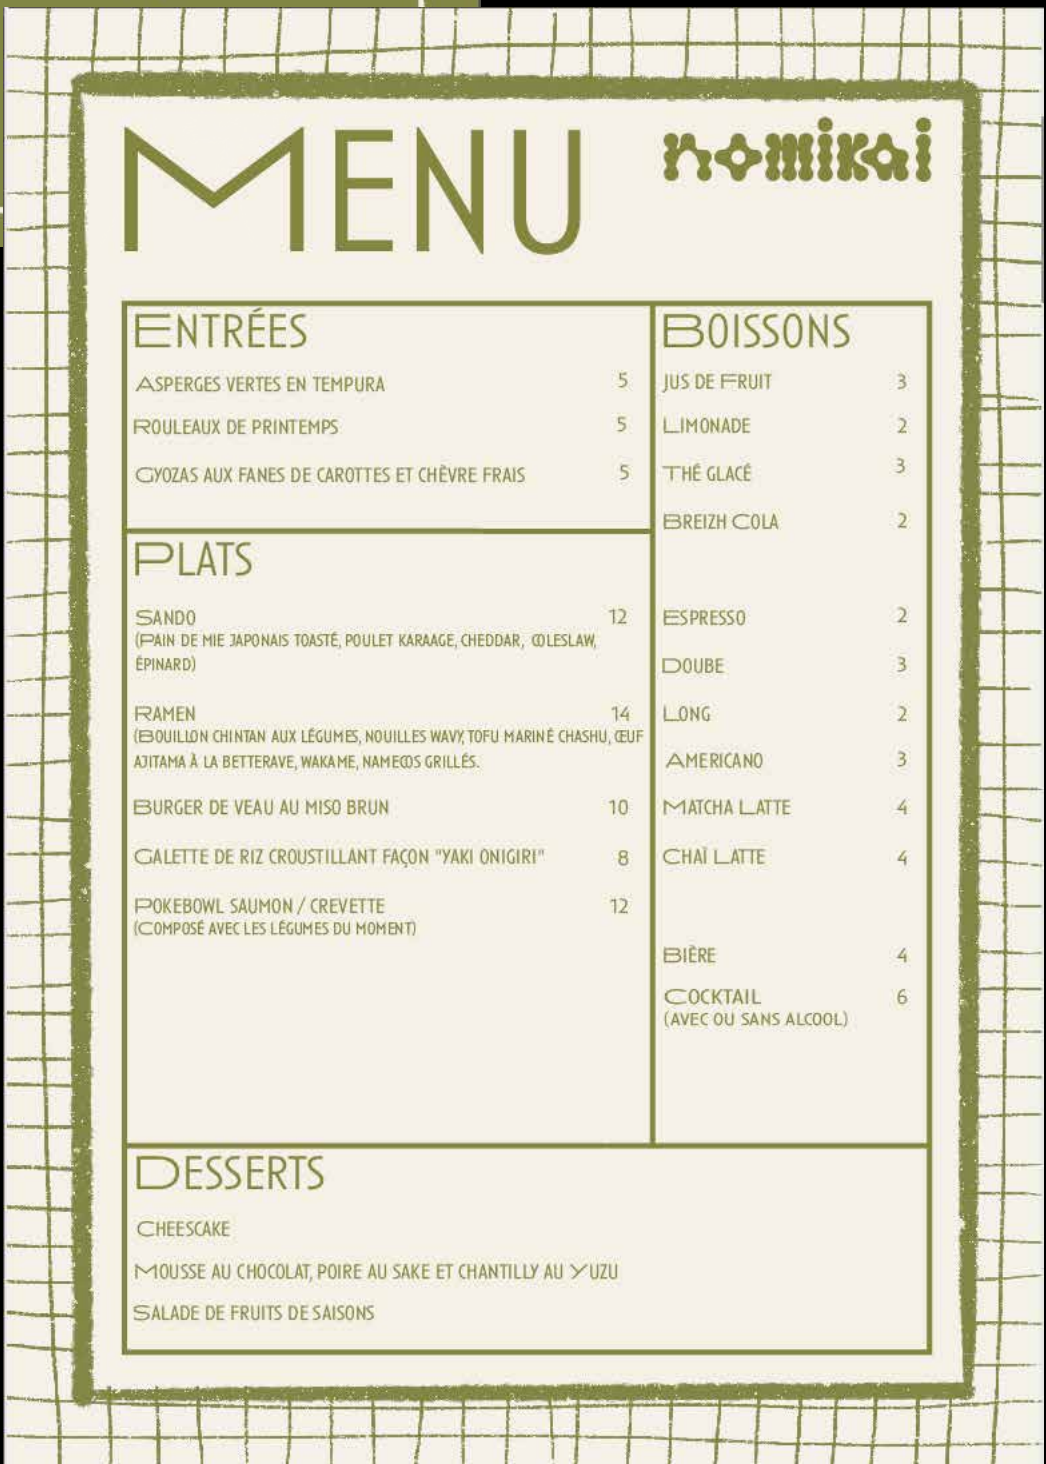 MENU
nomikai
ENTRÉES
ASPERGES VERTES EN TEMPURA 5
ROULEAUX DE PRINTEMPS 5
GYOZAS AUX FANES DE CAROTTES ET CHÈVRE FRAIS 5
PLATS
SANDO 12
(PAIN DE MIE JAPONAIS TOASTÉ, POULET KARAAGE, CHEDDAR, COLESLAW,
ÉPINARD)
RAMEN 14
(BOUILLON CHINTAN AUX LÉGUMES, NOUILLES WAVY, TOFU MARINÉ CHASHU, ŒUF
AJITAMA À LA BETTERAVE, WAKAME, NAMECOS GRILLÉS.
BURGER DE VEAU AU MISO BRUN 10
GALETTE DE RIZ CROUSTILLANT FAÇON "YAKI ONIGIRI" 8
POKEBOWL SAUMON / CREVETTE 12
(COMPOSÉ AVEC LES LÉGUMES DU MOMENT)
BOISSONS
JUS DE FRUIT 3
LIMONADE 2
THÉ GLACÉ 3
BREIZH COLA 2
ESPRESSO 2
DOUBE 3
LONG 2
AMERICANO 3
MATCHA LATTE 4
CHAÏ LATTE 4
BIÈRE 4
COCKTAIL 6
(AVEC OU SANS ALCOOL)
DESSERTS
CHEESCAKE
MOUSSE AU CHOCOLAT, POIRE AU SAKE ET CHANTILLY AU YUZU
SALADE DE FRUITS DE SAISONS